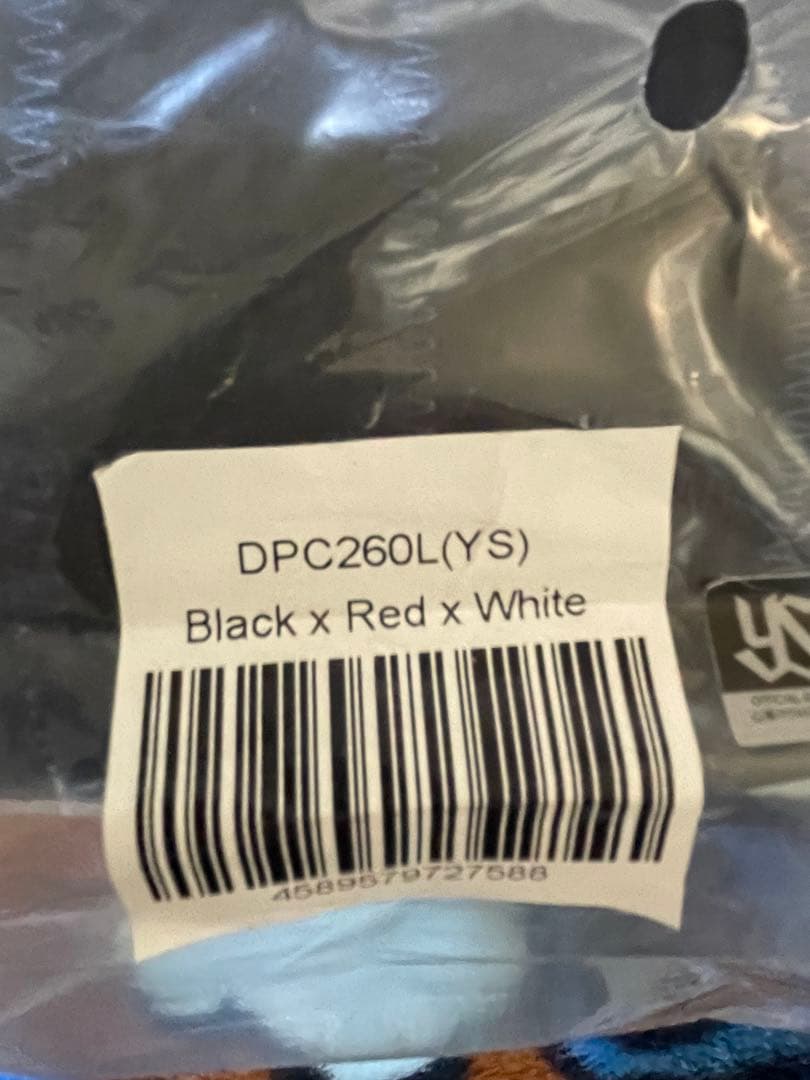 DPC260L(YS)
Black x Red x White
4589579727588